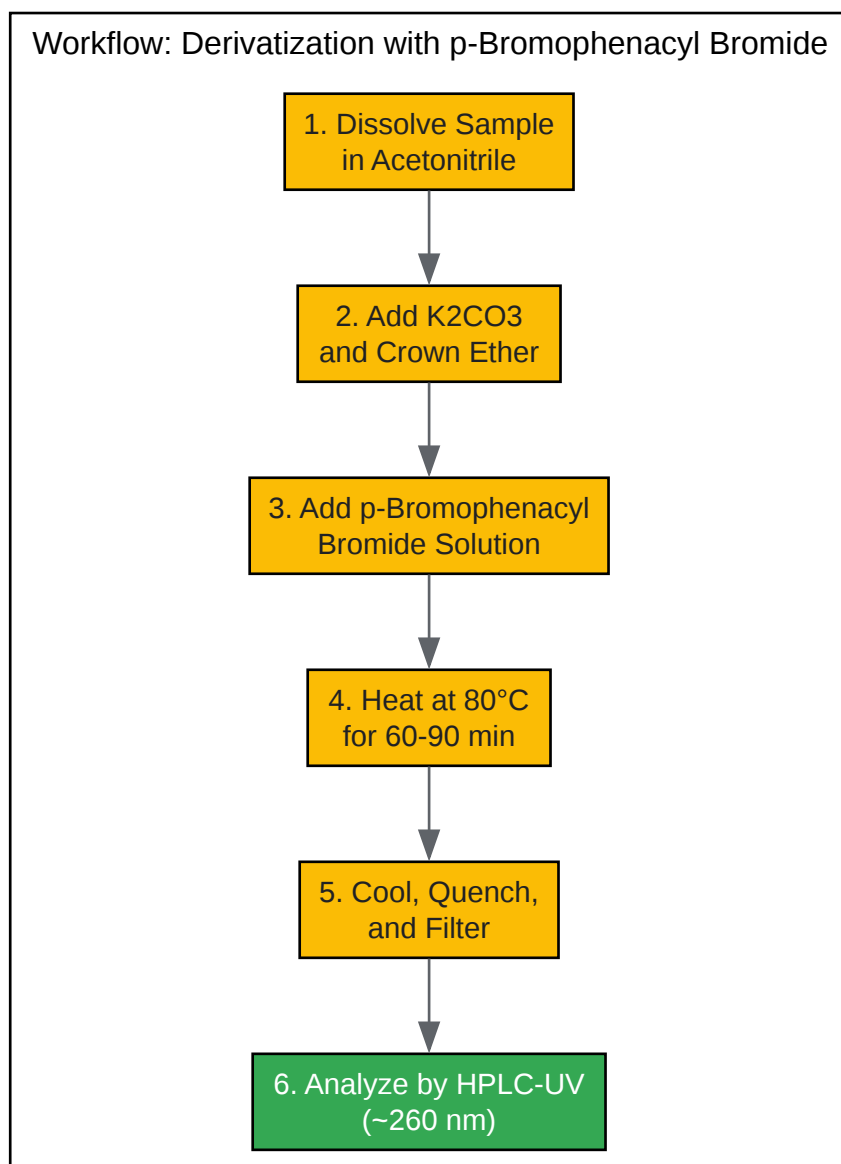 Workflow: Derivatization with p-Bromophenacyl Bromide
1. Dissolve Sample
in Acetonitrile
2. Add K2CO3
and Crown Ether
3. Add p-Bromophenacyl
Bromide Solution
4. Heat at 80°C
for 60-90 min
5. Cool, Quench,
and Filter
6. Analyze by HPLC-UV
(~260 nm)